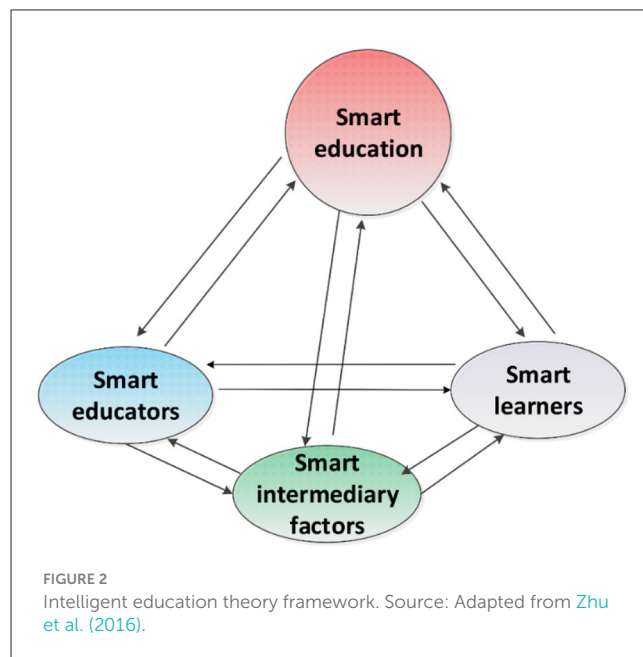 Smart
education
Smart
educators
Smart
learners
Smart
intermediary
factors
FIGURE 2
Intelligent education theory framework. Source: Adapted from Zhu
et al. (2016).